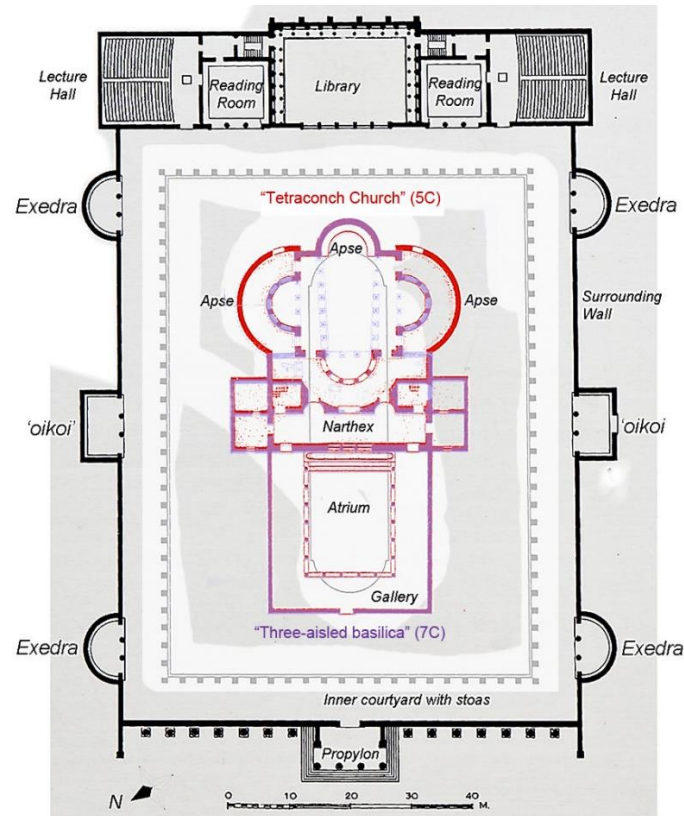 Lecture
Hall
Reading
Room
Library
Reading
Room
Lecture
Hall
Exedra
Exedra
"Tetraconch Church" (5C)
Apse
Apse
Apse
Surrounding
Wall
'oikoi'
'oikoi
Narthex
Atrium
Gallery
Exedra
Exedra
"Three-aisled basilica" (7C)
Inner courtyard with stoas
Propylon
N
0 10 20 30 40
M.